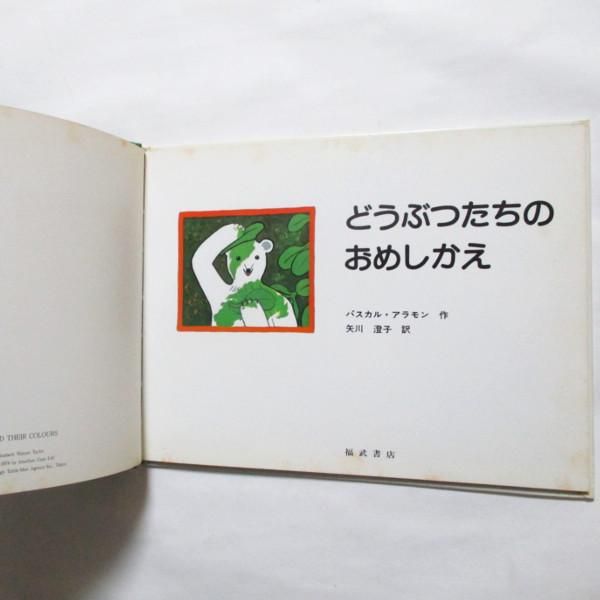 D THEIR COLOURS
どうぶつたちの
おめしかえ
パスカル・アラモン 作
矢川 澄子 訳
福武書店